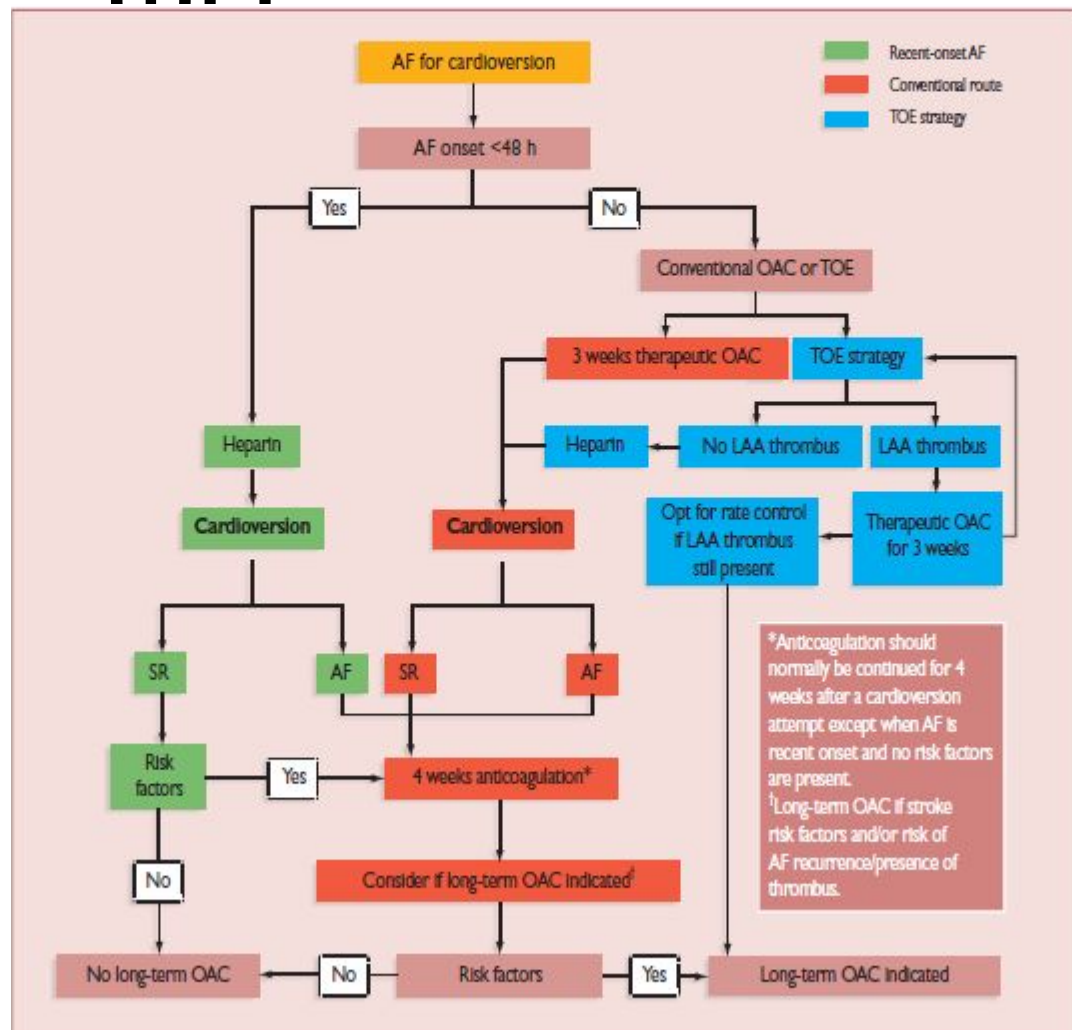 AF for cardioversion
Recent-onset AF
Conventional route
TOE strategy
AF onset <48 h
Yes
No
Conventional OAC or TOE
3 weeks therapeutic OAC
TOE strategy
Heparin
Heparin
No LAA thrombus
LAA thrombus
Cardioversion
Cardioversion
Opt for rate control
if LAA thrombus
still present
Therapeutic OAC
for 3 weeks
SR
AF
SR
AF
*Anticoagulation should
normally be continued for 4
weeks after a cardioversion
attempt except when AF is
recent onset and no risk factors
are present.
†Long-term OAC if stroke
risk factors and/or risk of
AF recurrence/presence of
thrombus.
Risk
factors
Yes
4 weeks anticoagulation*
No
Consider if long-term OAC indicated†
No long-term OAC
No
Risk factors
Yes
Long-term OAC indicated